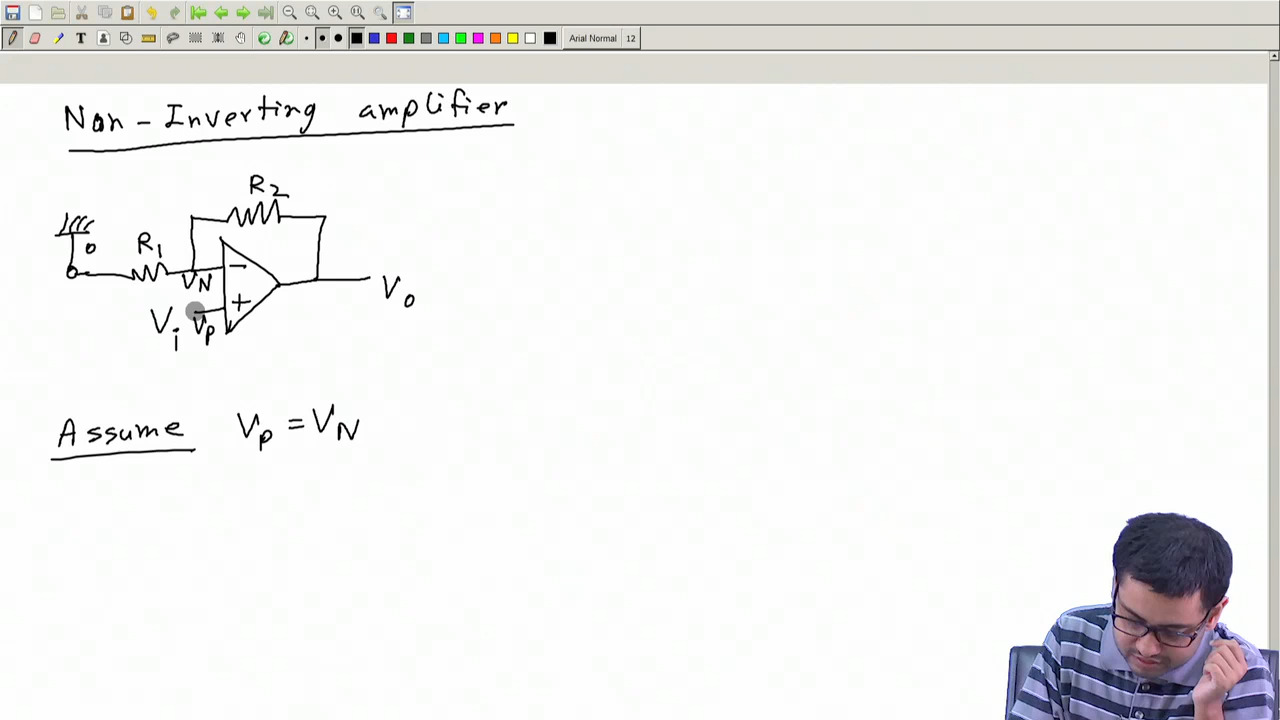 Arial Normal 12
Non-Inverting amplifier
R2
0
R1
VN
Vi
Vp
Vo
Assume Vp = VN